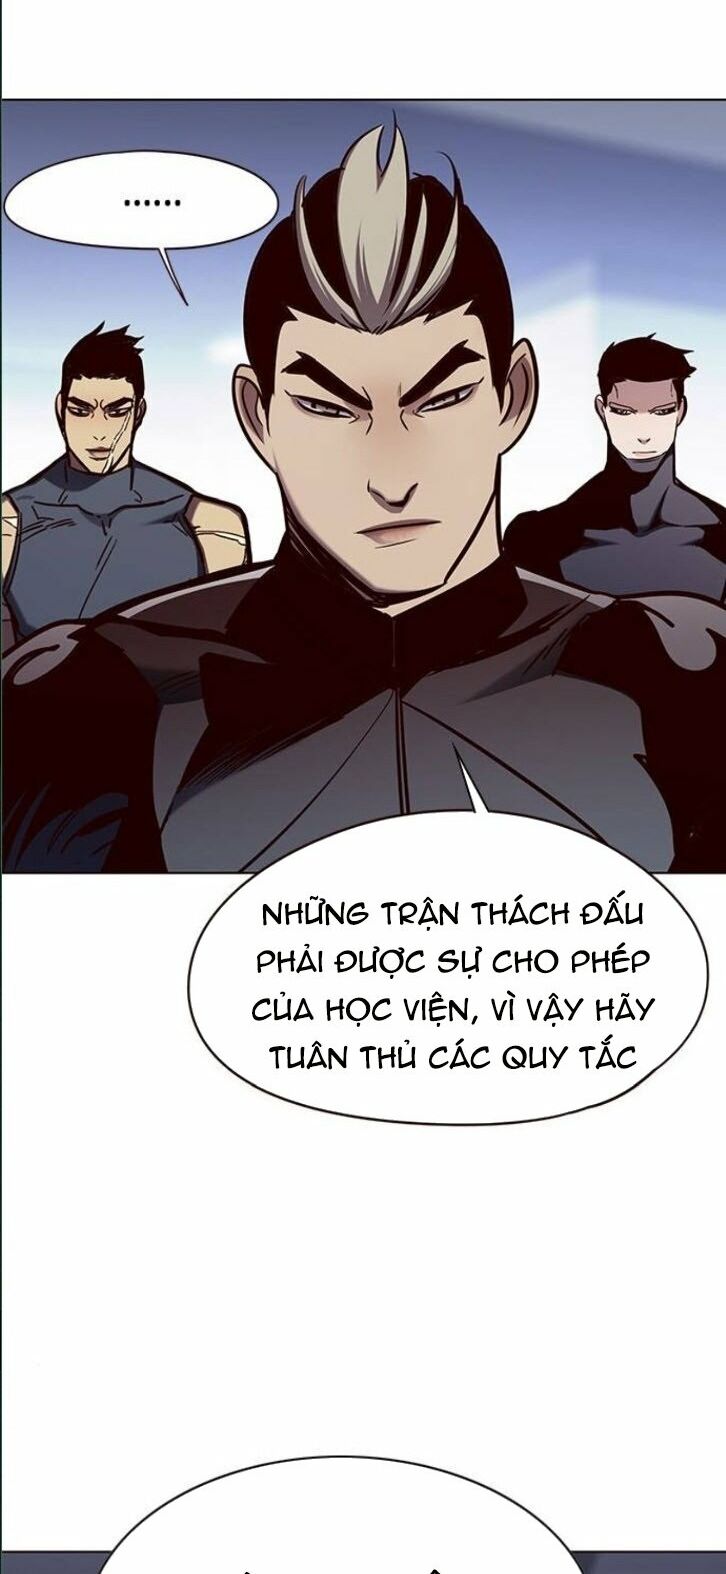 ......
NHỮNG TRẬN THÁCH ĐẤU
PHẢI ĐƯỢC SỰ CHO PHÉP
CỦA HỌC VIỆN, VÌ VẬY HÃY
TUÂN THỦ CÁC QUY TẮC